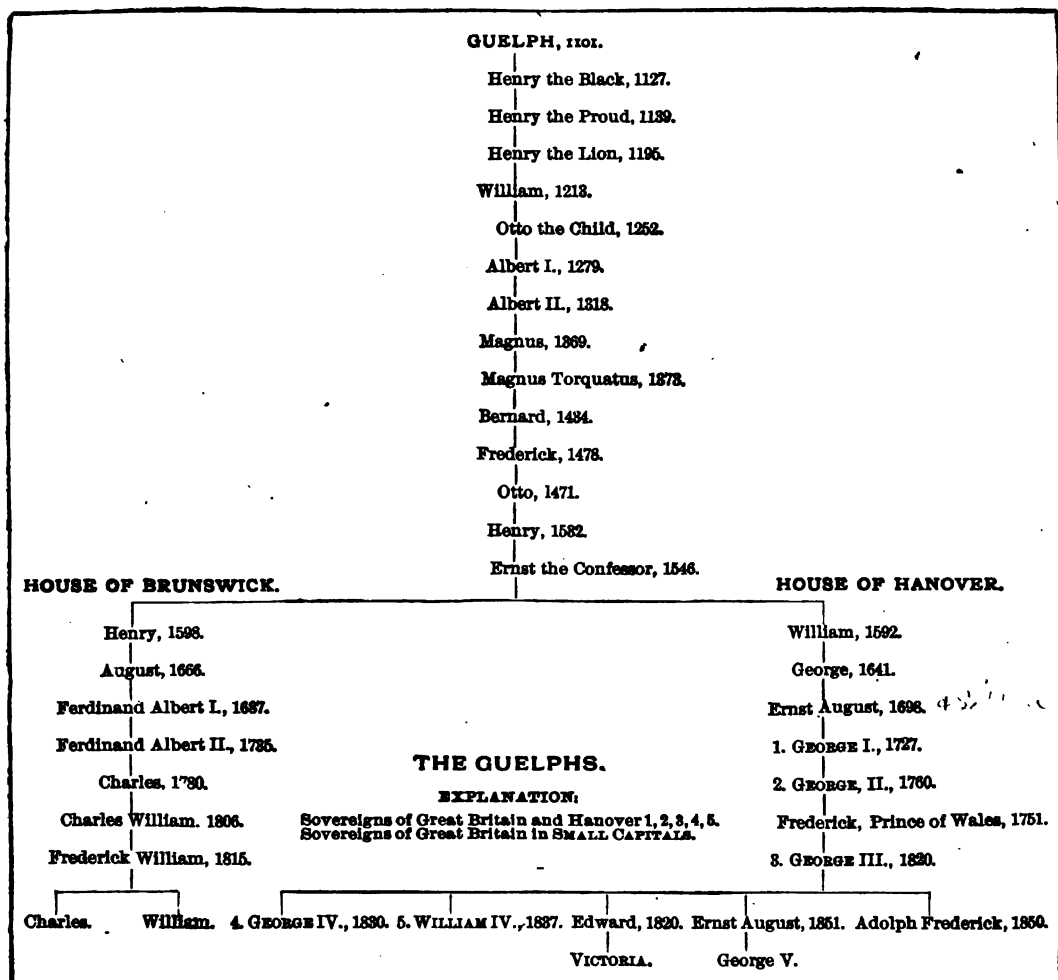 GUELPH, 1101.
Henry the Black, 1127.
Henry the Proud, 1139.
Henry the Lion, 1195.
William, 1213.
Otto the Child, 1252.
Albert I., 1279.
Albert II., 1318.
Magnus, 1369.
Magnus Torquatus, 1373.
Bernard, 1434.
Frederick, 1478.
Otto, 1471.
Henry, 1532.
Ernst the Confessor, 1546.
HOUSE OF BRUNSWICK.
Henry, 1598.
August, 1666.
Ferdinand Albert I., 1687.
Ferdinand Albert II., 1735.
Charles, 1780.
Charles William. 1806.
Frederick William, 1815.
Charles. William.
HOUSE OF HANOVER.
William, 1592.
George, 1641.
Ernst August, 1698.
1. GEORGE I., 1727.
2. GEORGE, II., 1760.
Frederick, Prince of Wales, 1751.
3. GEORGE III., 1820.
4. GEORGE IV., 1830. 5. WILLIAM IV., 1837. Edward, 1820. Ernst August, 1851. Adolph Frederick, 1850.
VICTORIA. George V.
THE GUELPHS.
EXPLANATION:
Sovereigns of Great Britain and Hanover 1, 2, 3, 4, 5.
Sovereigns of Great Britain in SMALL CAPITALS.